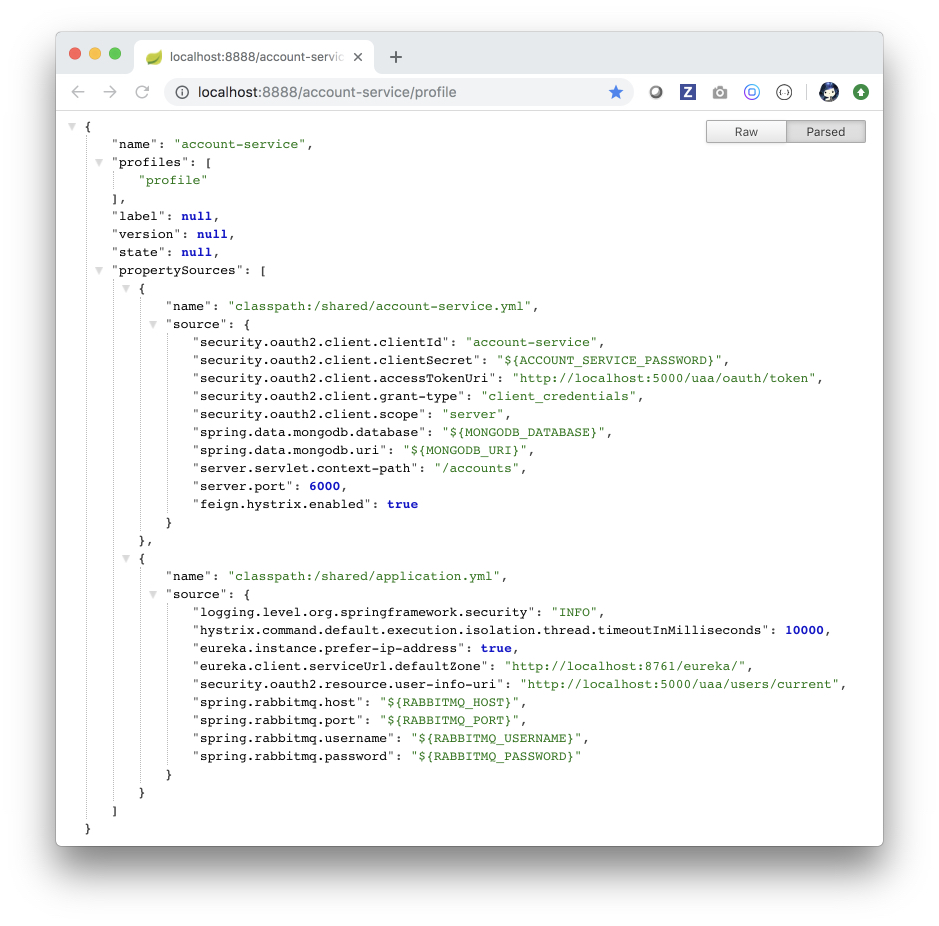 localhost:8888/account-servic
localhost:8888/account-service/profile
Z
Raw
Parsed
{
"name": "account-service",
"profiles": [
"profile"
],
"label": null,
"version": null,
"state": null,
"propertySources": [
{
"name": "classpath:/shared/account-service.yml",
"source": {
"security.oauth2.client.clientId": "account-service",
"security.oauth2.client.clientSecret": "${ACCOUNT_SERVICE_PASSWORD}",
"security.oauth2.client.accessTokenUri": "http://localhost:5000/uaa/oauth/token",
"security.oauth2.client.grant-type": "client_credentials",
"security.oauth2.client.scope": "server",
"spring.data.mongodb.database": "${MONGODB_DATABASE}",
"spring.data.mongodb.uri": "${MONGODB_URI}",
"server.servlet.context-path": "/accounts",
"server.port": 6000,
"feign.hystrix.enabled": true
}
},
{
"name": "classpath:/shared/application.yml",
"source": {
"logging.level.org.springframework.security": "INFO",
"hystrix.command.default.execution.isolation.thread.timeoutInMilliseconds": 10000,
"eureka.instance.prefer-ip-address": true,
"eureka.client.serviceUrl.defaultZone": "http://localhost:8761/eureka/",
"security.oauth2.resource.user-info-uri": "http://localhost:5000/uaa/users/current",
"spring.rabbitmq.host": "${RABBITMQ_HOST}",
"spring.rabbitmq.port": "${RABBITMQ_PORT}",
"spring.rabbitmq.username": "${RABBITMQ_USERNAME}",
"spring.rabbitmq.password": "${RABBITMQ_PASSWORD}"
}
}
]
}